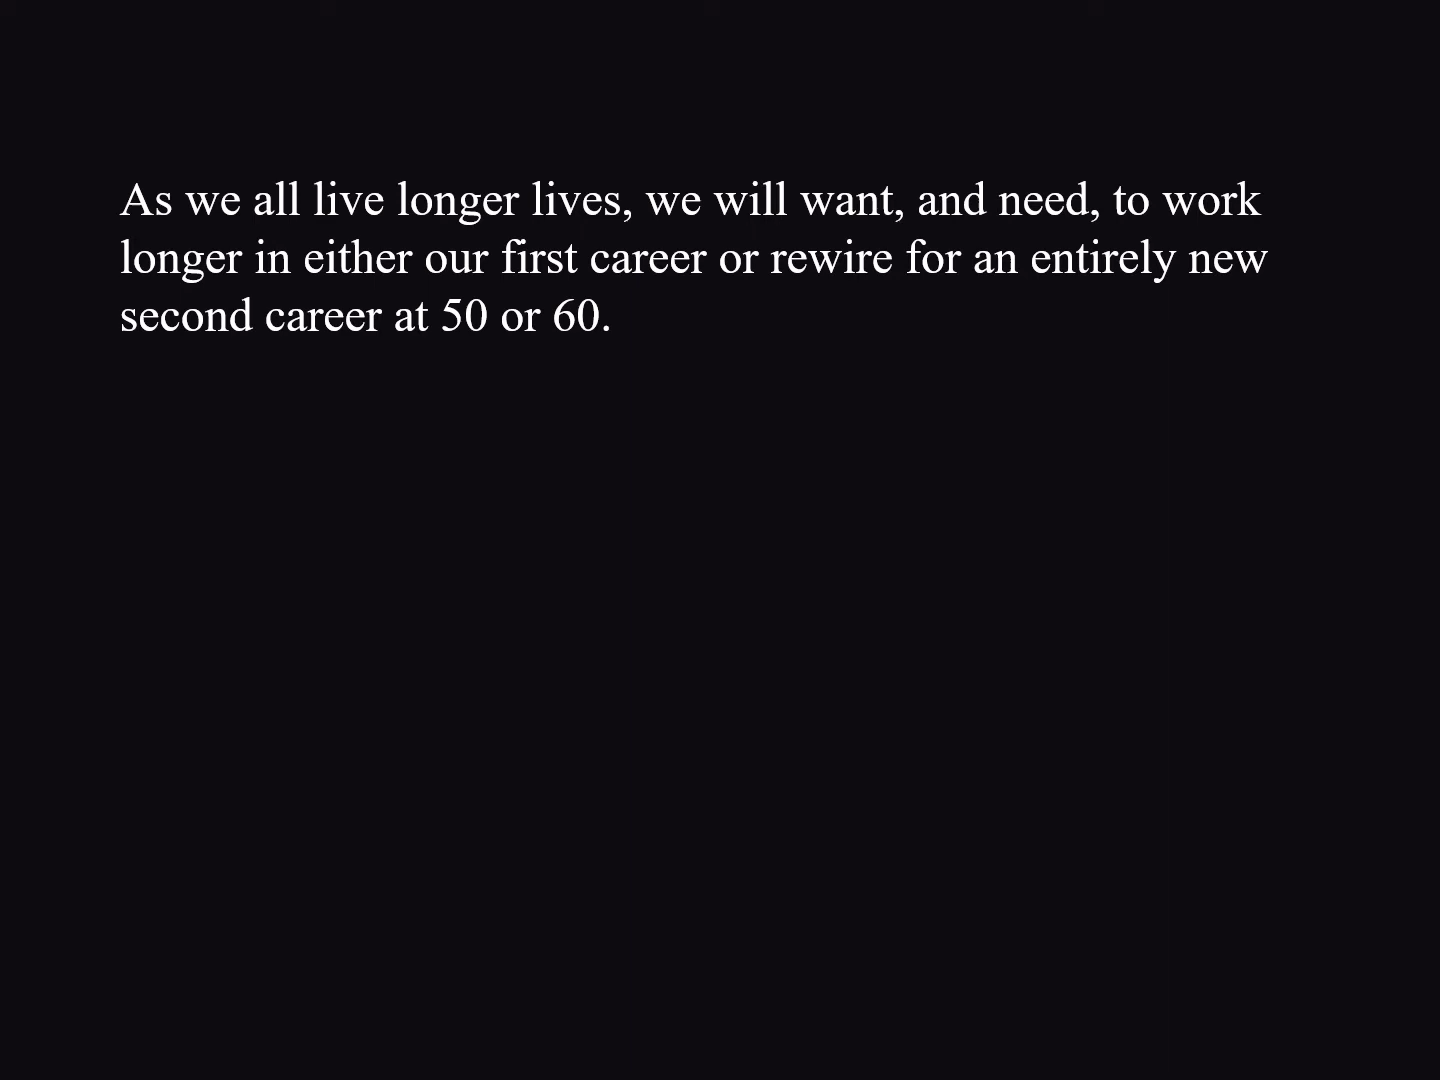 As we all live longer lives, we will want, and need, to work
longer in either our first career or rewire for an entirely new
second career at 50 or 60.